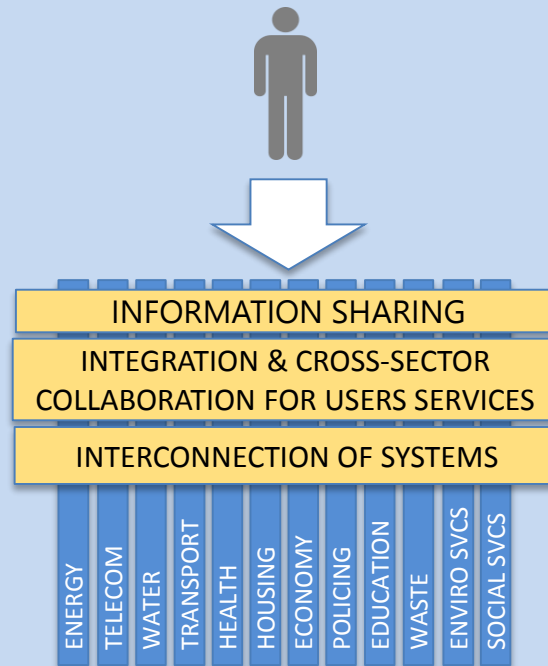 INFORMATION SHARING
INTEGRATION & CROSS-SECTOR
COLLABORATION FOR USERS SERVICES
INTERCONNECTION OF SYSTEMS
ENERGY
TELECOM
WATER
TRANSPORT
HEALTH
HOUSING
ECONOMY
POLICING
EDUCATION
WASTE
ENVIRO SVCS
SOCIAL SVCS